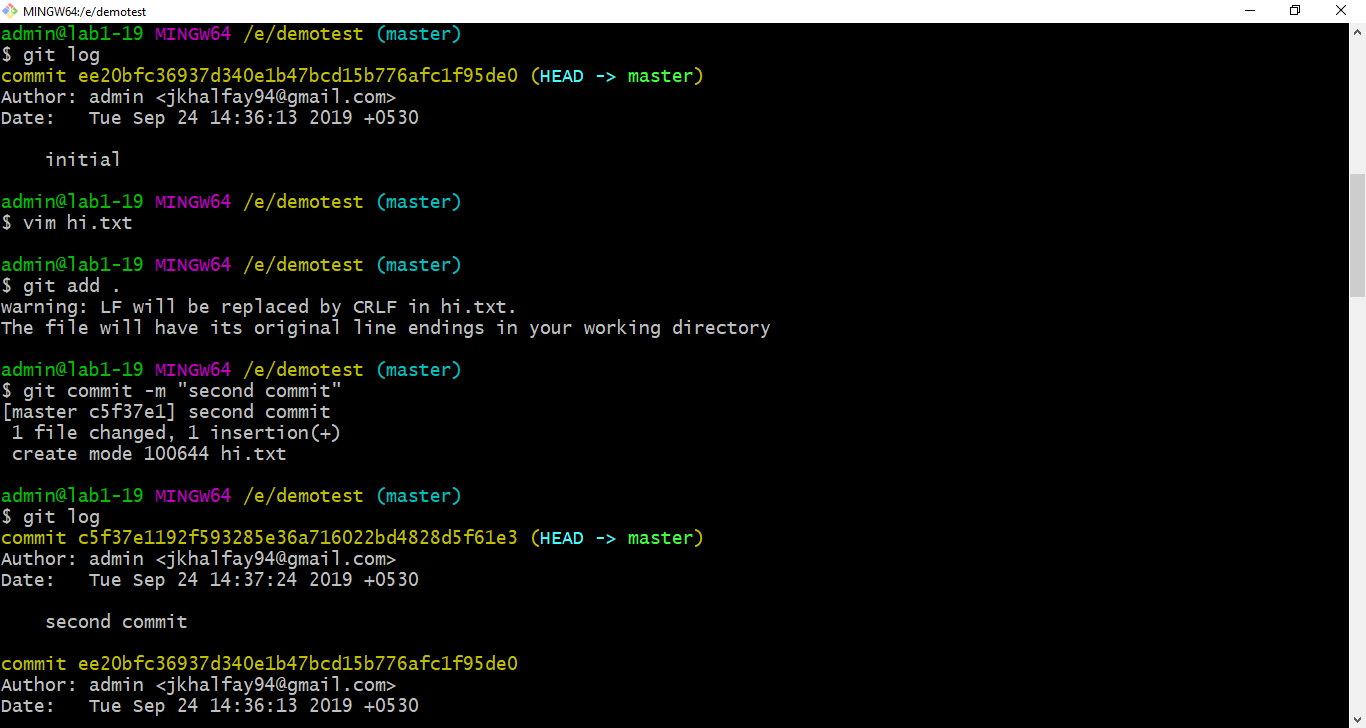 MINGW64:/e/demotest
admin@lab1-19 MINGW64 /e/demotest (master)
$ git log
commit ee20bfc36937d340e1b47bcd15b776afc1f95de0 (HEAD -> master)
Author: admin <jkhalfay94@gmail.com>
Date:   Tue Sep 24 14:36:13 2019 +0530
    initial
admin@lab1-19 MINGW64 /e/demotest (master)
$ vim hi.txt
admin@lab1-19 MINGW64 /e/demotest (master)
$ git add .
warning: LF will be replaced by CRLF in hi.txt.
The file will have its original line endings in your working directory
admin@lab1-19 MINGW64 /e/demotest (master)
$ git commit -m "second commit"
[master c5f37e1] second commit
 1 file changed, 1 insertion(+)
 create mode 100644 hi.txt
admin@lab1-19 MINGW64 /e/demotest (master)
$ git log
commit c5f37e1192f593285e36a716022bd4828d5f61e3 (HEAD -> master)
Author: admin <jkhalfay94@gmail.com>
Date:   Tue Sep 24 14:37:24 2019 +0530
    second commit
commit ee20bfc36937d340e1b47bcd15b776afc1f95de0
Author: admin <jkhalfay94@gmail.com>
Date:   Tue Sep 24 14:36:13 2019 +0530